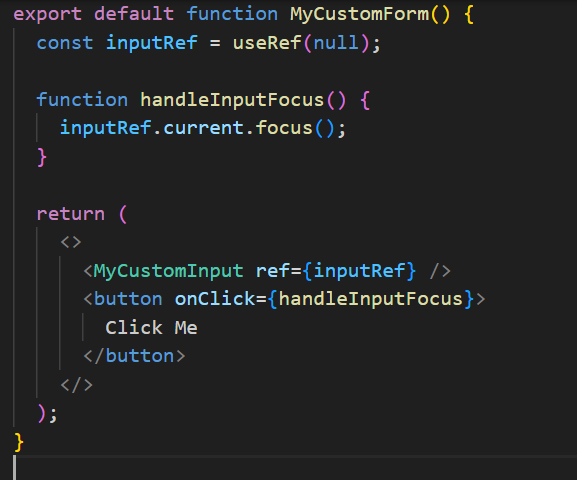 export default function MyCustomForm() {
  const inputRef = useRef(null);

  function handleInputFocus() {
    inputRef.current.focus();
  }

  return (
    <>
      <MyCustomInput ref={inputRef} />
      <button onClick={handleInputFocus}>
        Click Me
      </button>
    </>
  );
}